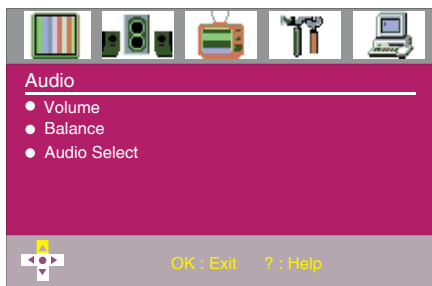 Audio
Volume
Balance
Audio Select
OK : Exit ? : Help